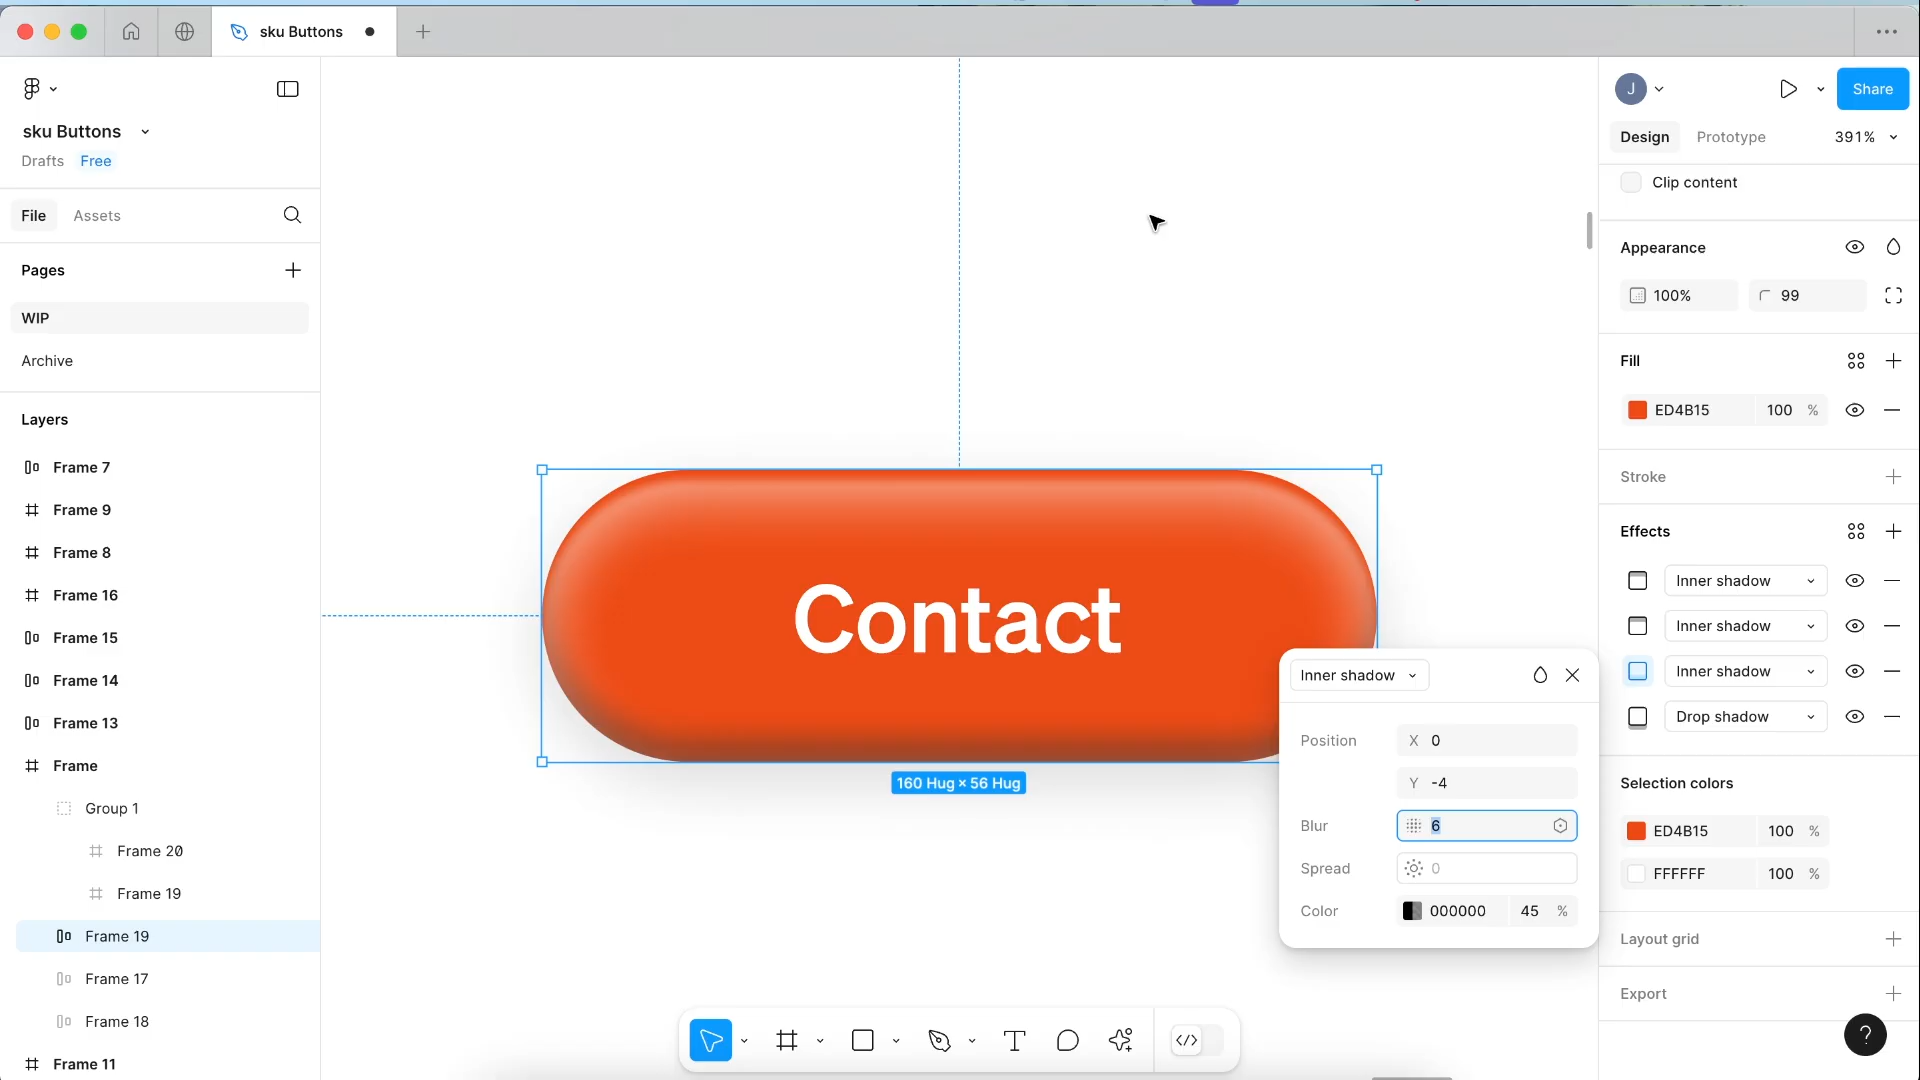 sku Buttons
sku Buttons
Drafts Free
File Assets
Pages
WIP
Archive
Layers
Frame 7
Frame 9
Frame 8
Frame 16
Frame 15
Frame 14
Frame 13
Frame
Group 1
Frame 20
Frame 19
Frame 19
Frame 17
Frame 18
Frame 11
Contact
160 Hug × 56 Hug
Inner shadow
Position X 0
Y -4
Blur 6
Spread 0
Color 000000 45 %
J Share
Design Prototype 391%
Clip content
Appearance
100% 99
Fill
ED4B15 100 %
Stroke
Effects
Inner shadow
Inner shadow
Inner shadow
Drop shadow
Selection colors
ED4B15 100 %
FFFFFF 100 %
Layout grid
Export
?